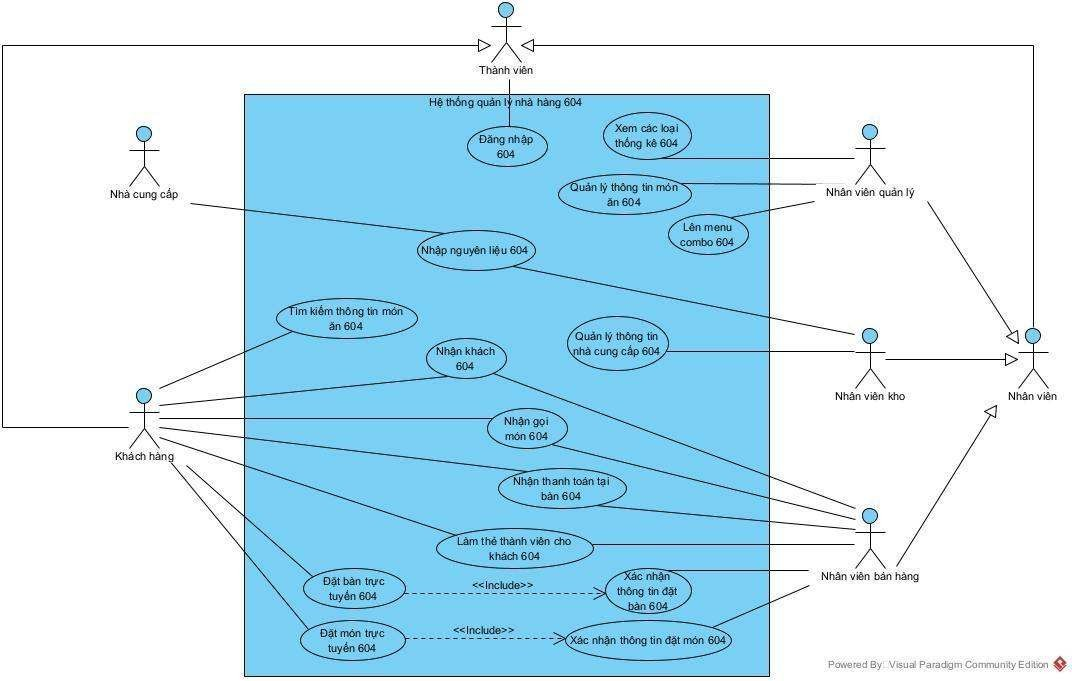 Thành viên
Hệ thống quản lý nhà hàng 604
Đăng nhập
604
Xem các loại
thống kê 604
Nhà cung cấp
Quản lý thông tin món
ăn 604
Nhân viên quản lý
Lên menu
combo 604
Nhập nguyên liệu 604
Tìm kiếm thông tin món
ăn 604
Nhận khách
604
Quản lý thông tin
nhà cung cấp 604
Nhân viên kho
Nhân viên
Khách hàng
Nhận gọi
món 604
Nhận thanh toán tại
bàn 604
Làm thẻ thành viên cho
khách 604
Nhân viên bán hàng
Đặt bàn trực
tuyến 604
<<Include>>
Xác nhận
thông tin đặt
bàn 604
Đặt món trực
tuyến 604
<<Include>>
Xác nhận thông tin đặt món 604
Powered By: Visual Paradigm Community Edition